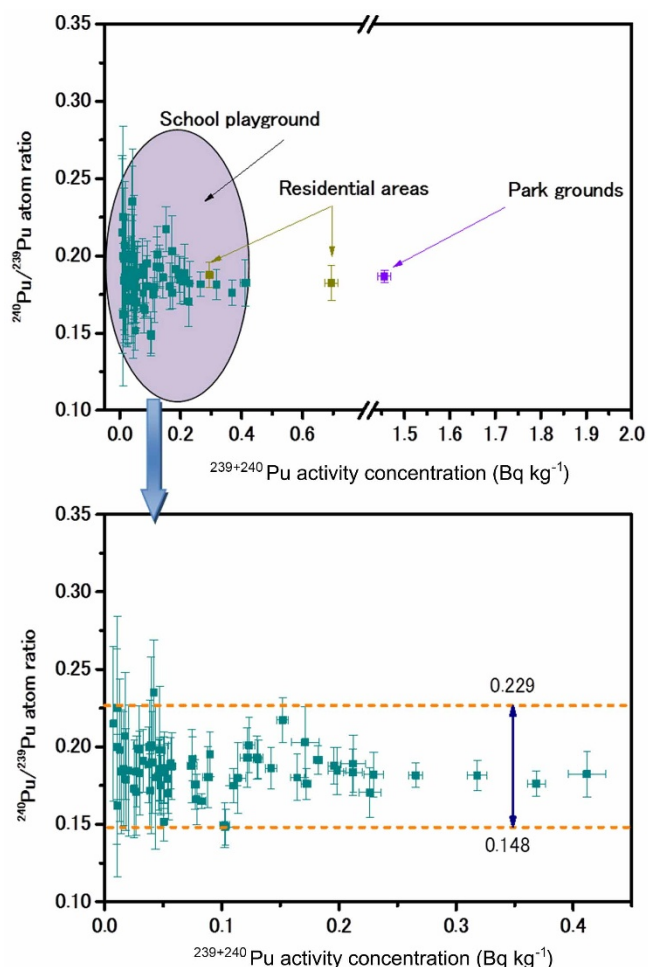 0.35
0.30
0.25
0.20
0.15
0.10
²⁴⁰Pu/²³⁹Pu atom ratio
School playground
Residential areas
Park grounds
0.0 0.2 0.4 0.6 1.5 1.6 1.7 1.8 1.9 2.0
²³⁹⁺²⁴⁰Pu activity concentration (Bq kg⁻¹)
0.35
0.30
0.25
0.20
0.15
0.10
²⁴⁰Pu/²³⁹Pu atom ratio
0.229
0.148
0.0 0.1 0.2 0.3 0.4
²³⁹⁺²⁴⁰Pu activity concentration (Bq kg⁻¹)